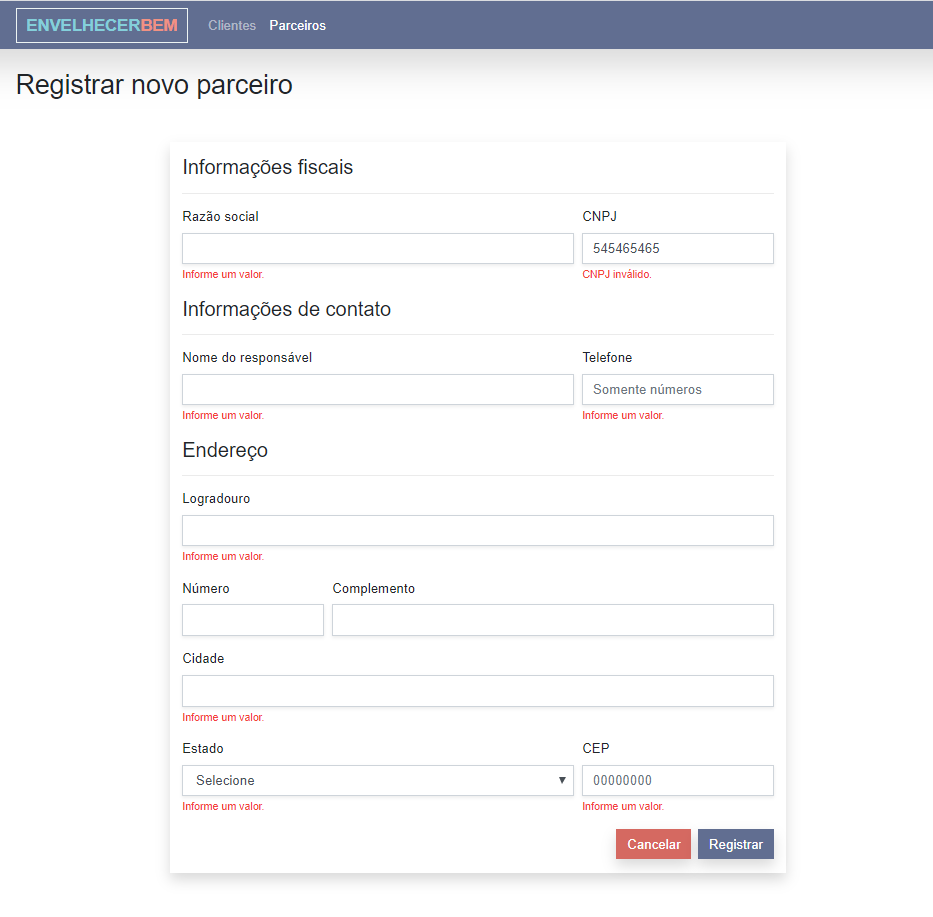 ENVELHECERBEM Clientes Parceiros
Registrar novo parceiro
Informações fiscais
Razão social CNPJ
545465465
Informe um valor. CNPJ inválido.
Informações de contato
Nome do responsável Telefone
Somente números
Informe um valor. Informe um valor.
Endereço
Logradouro
Informe um valor.
Número Complemento
Cidade
Informe um valor.
Estado CEP
Selecione 00000000
Informe um valor. Informe um valor.
Cancelar Registrar